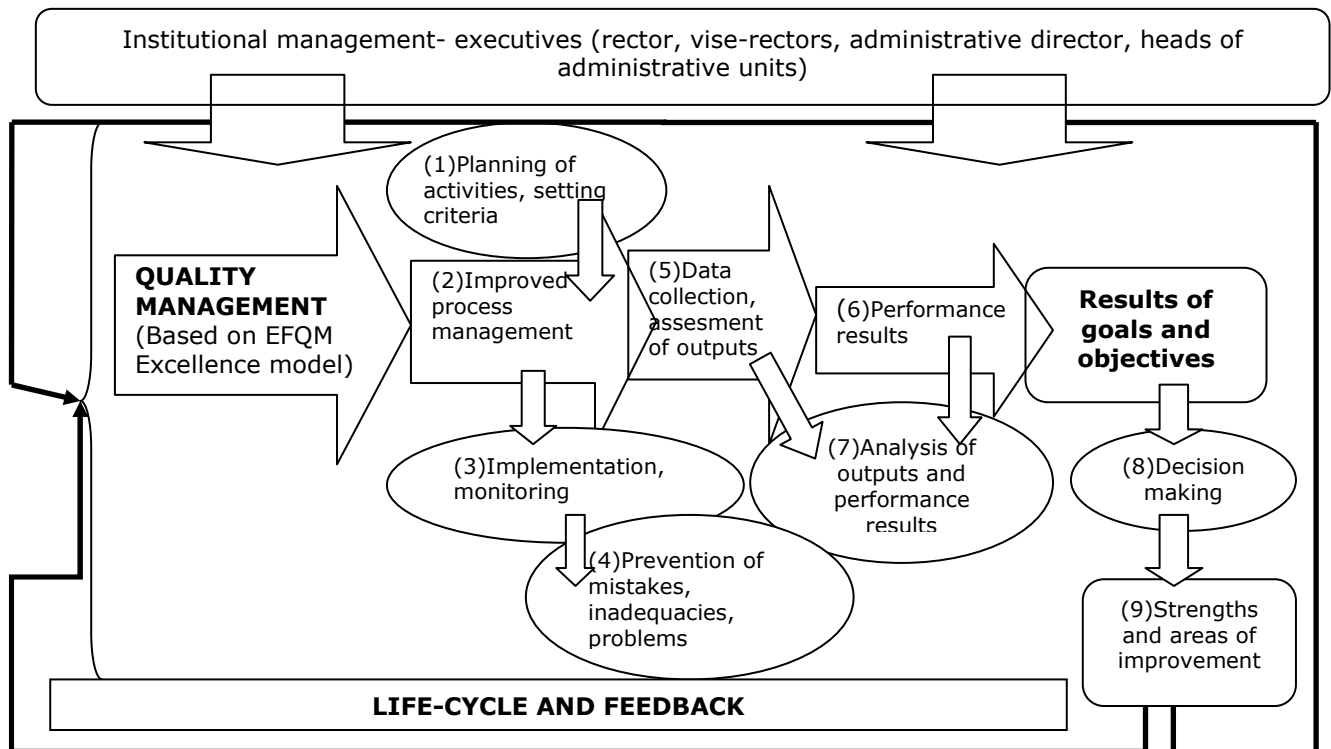 Institutional management- executives (rector, vise-rectors, administrative director, heads of
administrative units)
(1)Planning of
activities, setting
criteria
QUALITY
MANAGEMENT
(Based on EFQM
Excellence model)
(2)Improved
process
management
(5)Data
collection,
assesment
of outputs
(6)Performance
results
Results of
goals and
objectives
(3)Implementation,
monitoring
(7)Analysis of
outputs and
performance
results
(8)Decision
making
(4)Prevention of
mistakes,
inadequacies,
problems
(9)Strengths
and areas of
improvement
LIFE-CYCLE AND FEEDBACK